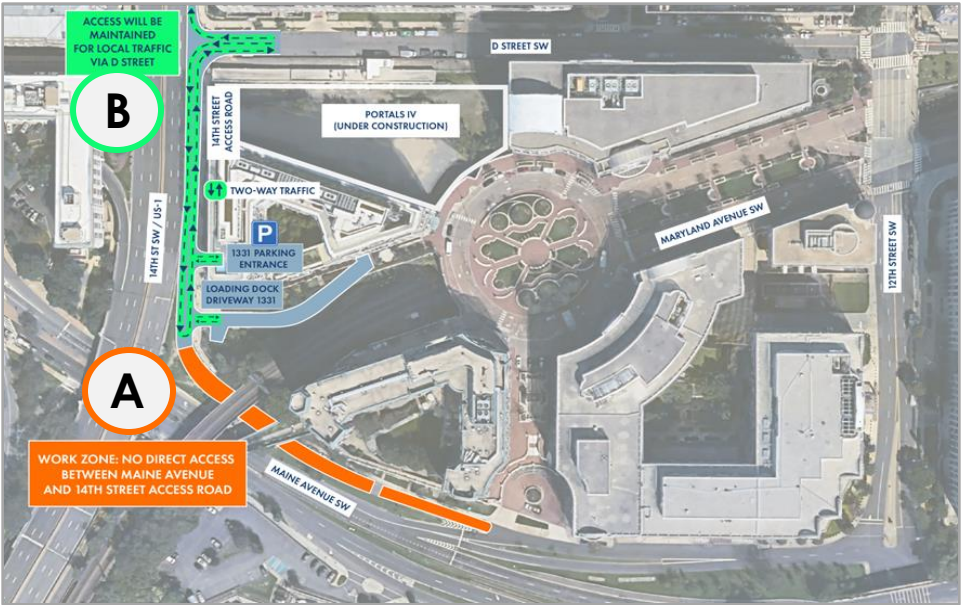 ACCESS WILL BE
MAINTAINED
FOR LOCAL TRAFFIC
VIA D STREET
D STREET SW
B
14TH STREET
ACCESS ROAD
PORTALS IV
(UNDER CONSTRUCTION)
TWO-WAY TRAFFIC
P
1331 PARKING
ENTRANCE
MARYLAND AVENUE SW
14TH ST SW / US-1
12TH STREET SW
LOADING DOCK
DRIVEWAY 1331
A
WORK ZONE: NO DIRECT ACCESS
BETWEEN MAINE AVENUE
AND 14TH STREET ACCESS ROAD
MAINE AVENUE SW